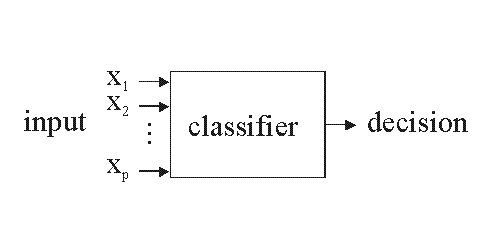 input
X₁
X₂
⋮
Xₚ
classifier
decision